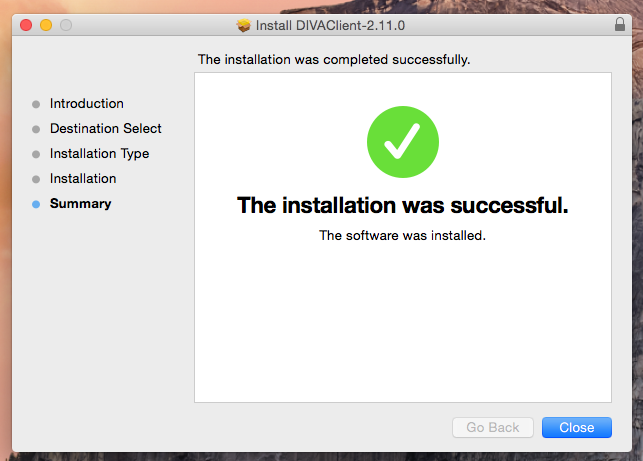 Install DIVAClient-2.11.0
The installation was completed successfully.
Introduction
Destination Select
Installation Type
Installation
Summary
The installation was successful.
The software was installed.
Go Back
Close